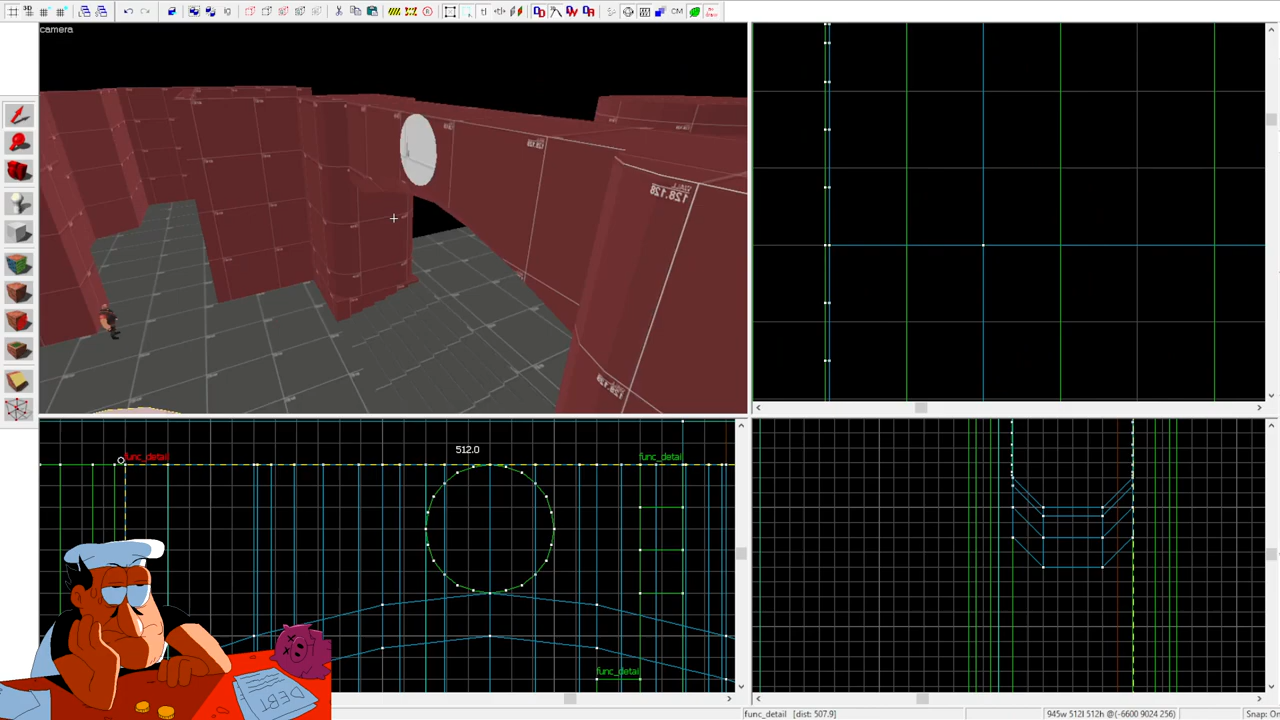 CM
camera
128.128
func_detail
512.0
func_detail
func_detail
DEBT
func_detail [dist: 507.9]
945w 512l 512h @(-6600 9024 256)
Snap: On